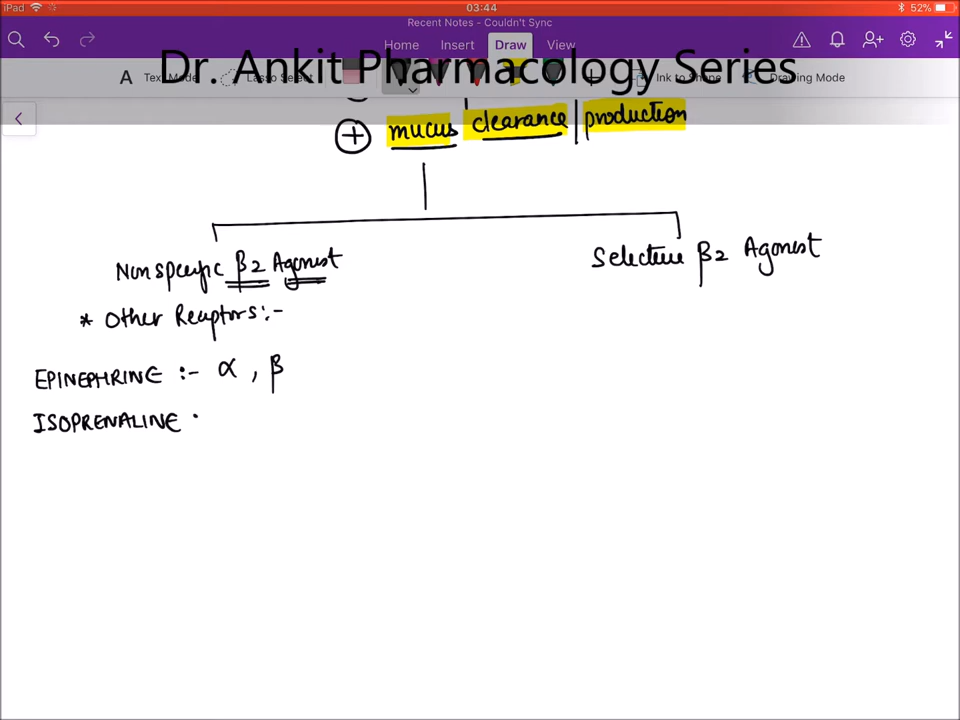 iPad 03:44 52%
Recent Notes - Couldn't Sync
Home Insert Draw View
Dr. Ankit Pharmacology Series
A Text Mode Lasso Select Ink to Shape Drawing Mode
+ mucus clearance | production
Nonspecific β2 Agonist
Selective β2 Agonist
* Other Receptors:-
EPINEPHRINE :- α , β
ISOPRENALINE